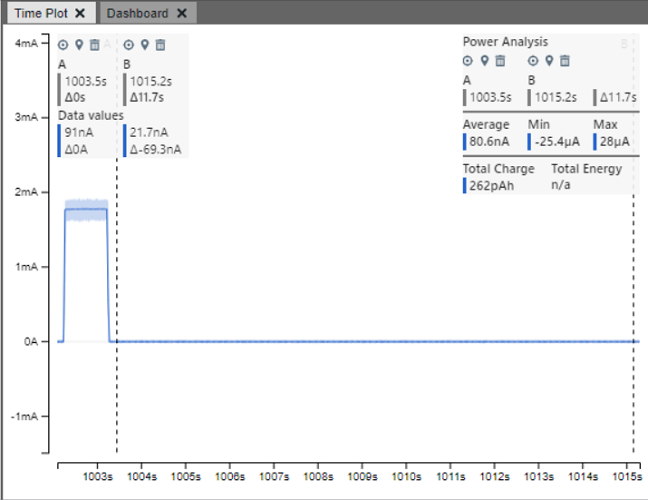 Time Plot ✕ Dashboard ✕
4mA
3mA
2mA
1mA
0A
-1mA
A B
1003.5s 1015.2s
Δ0s Δ11.7s
Data values
91nA 21.7nA
Δ0A Δ-69.3nA
Power Analysis
A B
1003.5s 1015.2s Δ11.7s
Average Min Max
80.6nA -25.4µA 28µA
Total Charge Total Energy
262pAh n/a
1003s 1004s 1005s 1006s 1007s 1008s 1009s 1010s 1011s 1012s 1013s 1014s 1015s